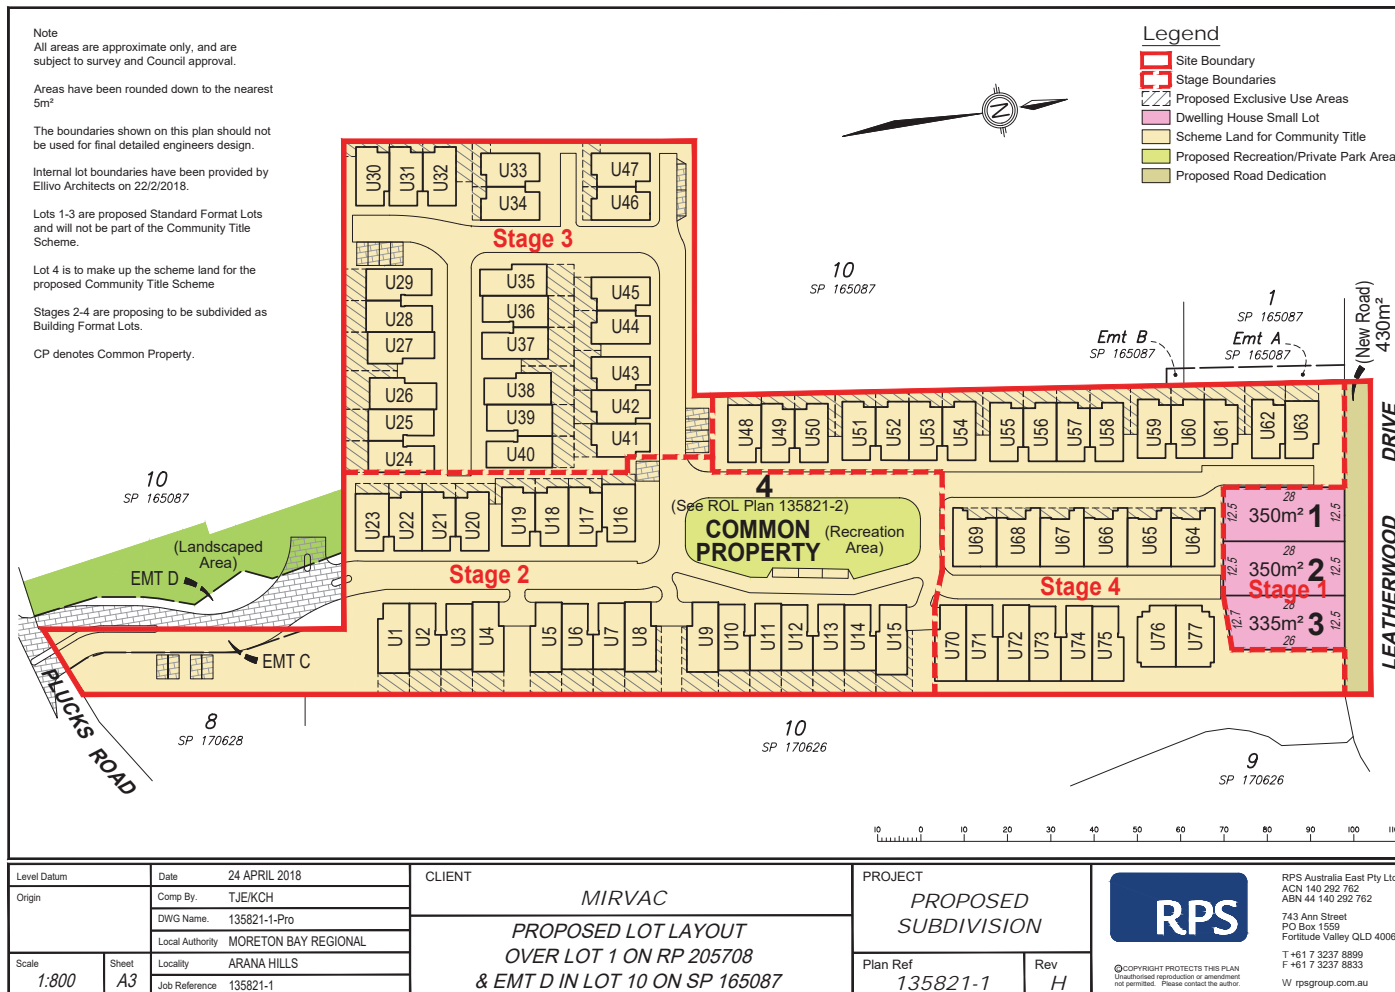 Note
All areas are approximate only, and are
subject to survey and Council approval.
Areas have been rounded down to the nearest
5m²
The boundaries shown on this plan should not
be used for final detailed engineers design.
Internal lot boundaries have been provided by
Ellivo Architects on 22/2/2018.
Lots 1-3 are proposed Standard Format Lots
and will not be part of the Community Title
Scheme.
Lot 4 is to make up the scheme land for the
proposed Community Title Scheme
Stages 2-4 are proposing to be subdivided as
Building Format Lots.
CP denotes Common Property.
Legend
Site Boundary
Stage Boundaries
Proposed Exclusive Use Areas
Dwelling House Small Lot
Scheme Land for Community Title
Proposed Recreation/Private Park Area
Proposed Road Dedication
N
U30 U31 U32
U33
U34
U47
U46
Stage 3
U29
U28
U27
U26
U25
U24
U35
U36
U37
U38
U39
U40
U45
U44
U43
U42
U41
10
SP 165087
1
SP 165087
Emt B
SP 165087
Emt A
SP 165087
(New Road)
430m²
U48 U49 U50 U51 U52 U53 U54 U55 U56 U57 U58 U59 U60 U61 U62 U63
LEATHERWOOD DRIVE
10
SP 165087
(Landscaped
Area)
EMT D
EMT C
U23 U22 U21 U20 U19 U18 U17 U16
Stage 2
4
(See ROL Plan 135821-2)
COMMON
PROPERTY
(Recreation
Area)
U69 U68 U67 U66 U65 U64
Stage 4
28
12.5 350m² 1 12.5
28
12.5 350m² 2 12.5
Stage 1
28
12.7 335m² 3 12.5
26
U1 U2 U3 U4 U5 U6 U7 U8 U9 U10 U11 U12 U13 U14 U15 U70 U71 U72 U73 U74 U75 U76 U77
PLUCKS ROAD
8
SP 170628
10
SP 170626
9
SP 170626
10 0 10 20 30 40 50 60 70 80 90 100
Level Datum
Origin
Scale
1:800
Sheet
A3
Date 24 APRIL 2018
Comp By. TJE/KCH
DWG Name. 135821-1-Pro
Local Authority MORETON BAY REGIONAL
Locality ARANA HILLS
Job Reference 135821-1
CLIENT
MIRVAC
PROPOSED LOT LAYOUT
OVER LOT 1 ON RP 205708
& EMT D IN LOT 10 ON SP 165087
PROJECT
PROPOSED
SUBDIVISION
Plan Ref
135821-1
Rev
H
RPS
©COPYRIGHT PROTECTS THIS PLAN
Unauthorised reproduction or amendment
not permitted. Please contact the author.
RPS Australia East Pty Ltd
ACN 140 292 762
ABN 44 140 292 762
743 Ann Street
PO Box 1559
Fortitude Valley QLD 4006
T +61 7 3237 8899
F +61 7 3237 8833
W rpsgroup.com.au